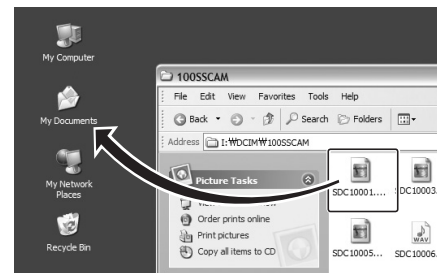 My Computer
My Documents
My Network
Places
Recycle Bin
100SSCAM
File Edit View Favorites Tools Help
Back Search Folders
Address I:₩DCIM₩100SSCAM
Picture Tasks
Order prints online
Print pictures
Copy all items to CD
SDC10001....
DC10003.
SDC10005...
SDC10006.
WAV